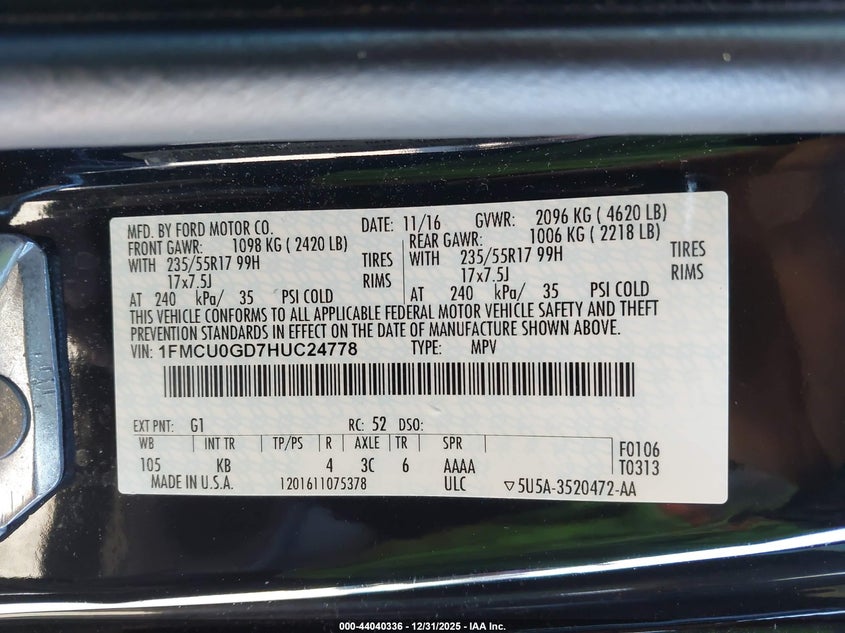 MFD. BY FORD MOTOR CO. DATE: 11/16 GVWR: 2096 KG ( 4620 LB)
FRONT GAWR: 1098 KG ( 2420 LB) REAR GAWR: 1006 KG ( 2218 LB)
WITH 235/55R17 99H TIRES WITH 235/55R17 99H TIRES
17x7.5J RIMS 17x7.5J RIMS
AT 240 kPa/ 35 PSI COLD AT 240 kPa/ 35 PSI COLD
THIS VEHICLE CONFORMS TO ALL APPLICABLE FEDERAL MOTOR VEHICLE SAFETY AND THEFT
PREVENTION STANDARDS IN EFFECT ON THE DATE OF MANUFACTURE SHOWN ABOVE.
VIN: 1FMCU0GD7HUC24778 TYPE: MPV
EXT PNT: G1 RC: 52 DSO:
WB INT TR TP/PS R AXLE TR SPR F0106
105 KB 4 3C 6 AAAA T0313
MADE IN U.S.A. 1201611075378 ULC ▽5U5A-3520472-AA
000-44040336 - 12/31/2025 - IAA Inc.